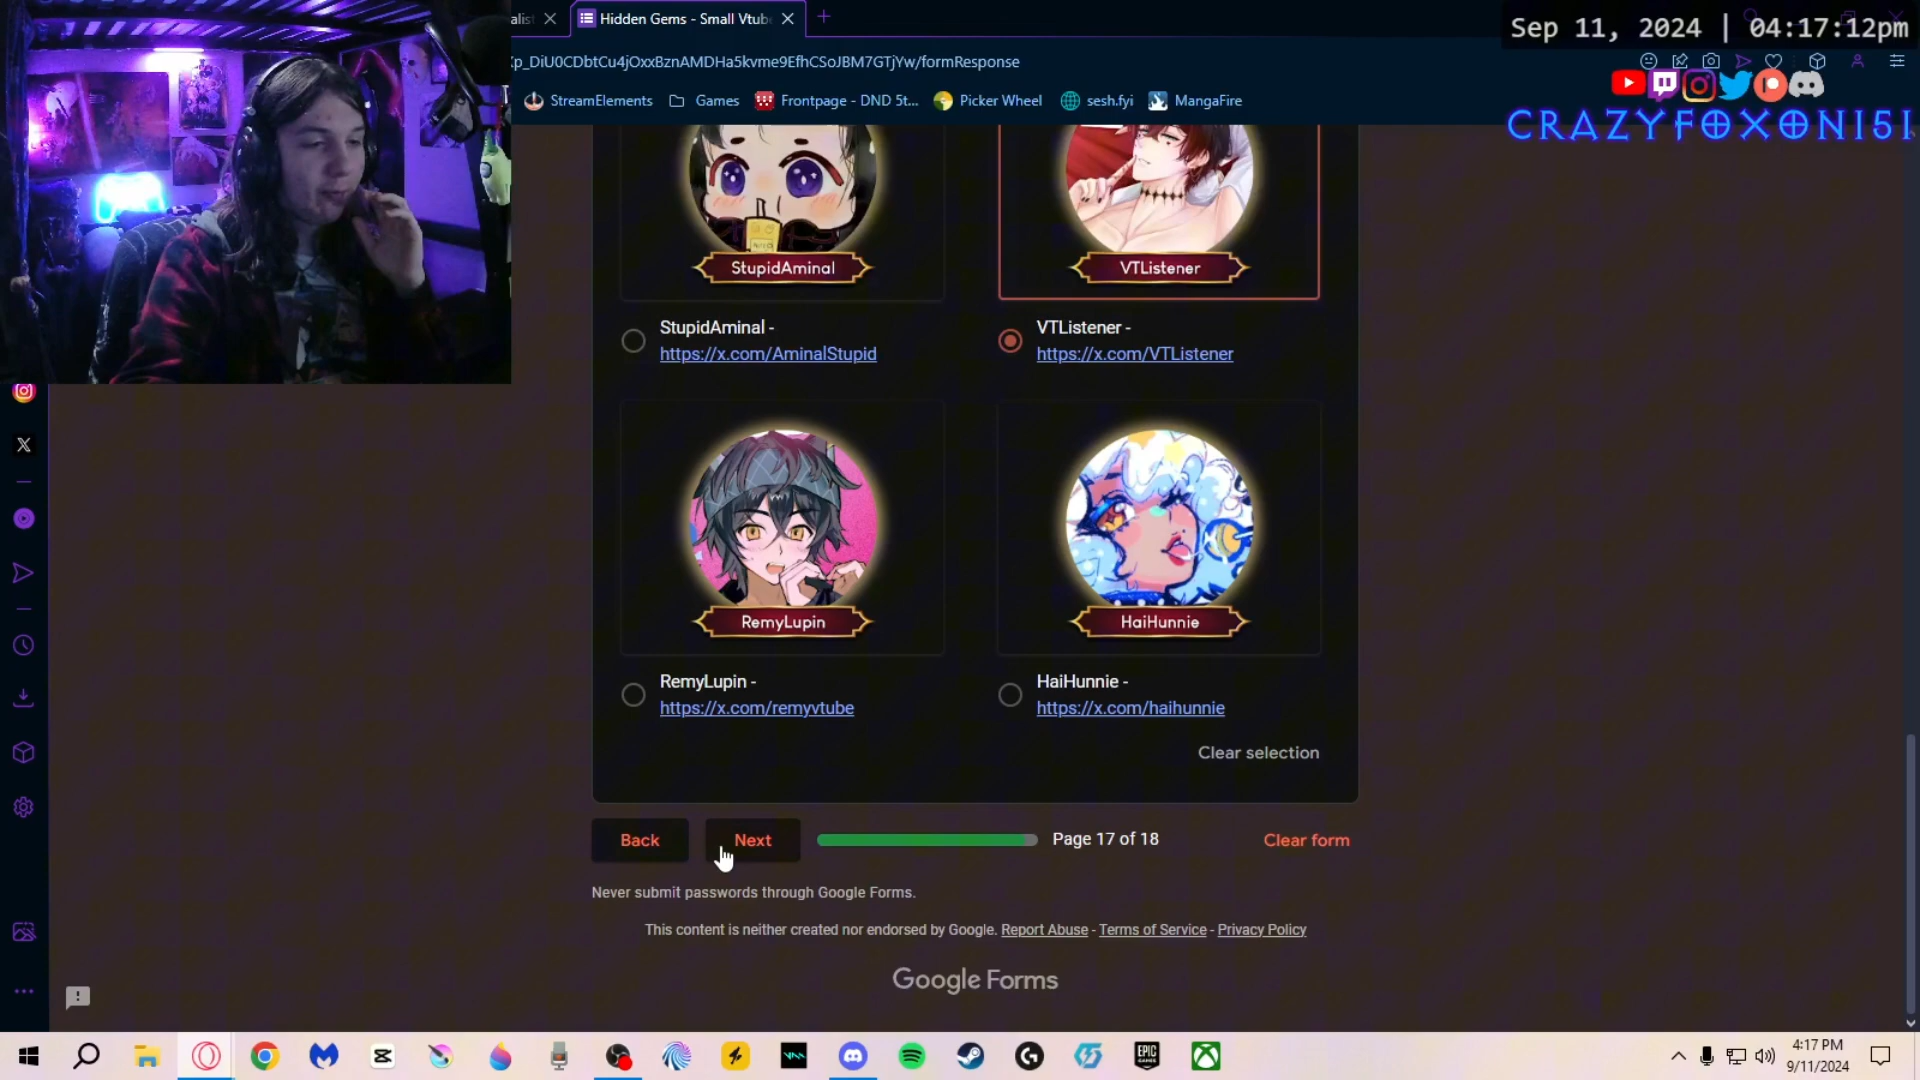 alist
Hidden Gems - Small Vtub
Sep 11, 2024 | 04:17:12pm
(p_DiU0CDbtCu4jOxxBznAMDHa5kvme9EfhCSoJBM7GTjYw/formResponse
StreamElements
Games
Frontpage - DND 5t...
Picker Wheel
sesh.fyi
MangaFire
CRAZYFOXON151
StupidAminal
VTListener
StupidAminal -
https://x.com/AminalStupid
VTListener -
https://x.com/VTListener
RemyLupin
HaiHunnie
RemyLupin -
https://x.com/remyvtube
HaiHunnie -
https://x.com/haihunnie
Clear selection
Back
Next
Page 17 of 18
Clear form
Never submit passwords through Google Forms.
This content is neither created nor endorsed by Google. Report Abuse - Terms of Service - Privacy Policy
Google Forms
EPIC GAMES
4:17 PM
9/11/2024